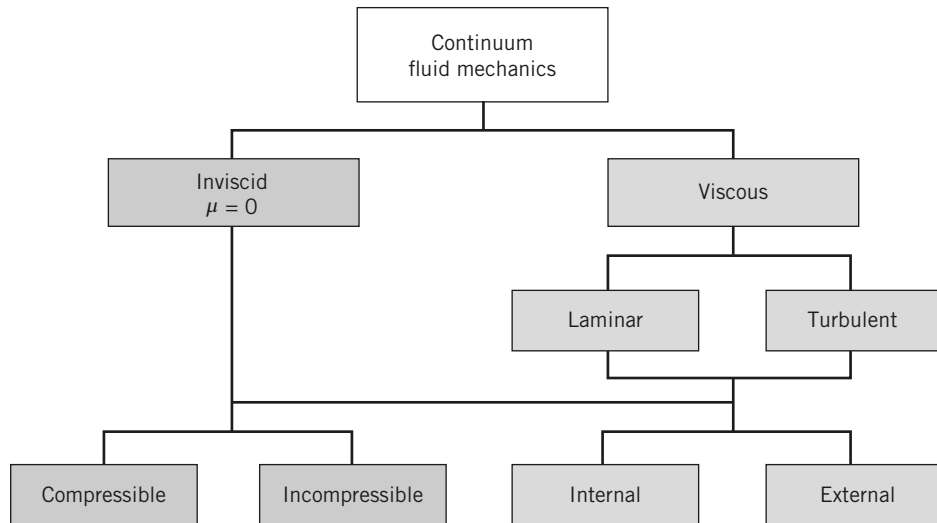 Continuum
fluid mechanics
Inviscid
μ = 0
Viscous
Laminar
Turbulent
Compressible
Incompressible
Internal
External